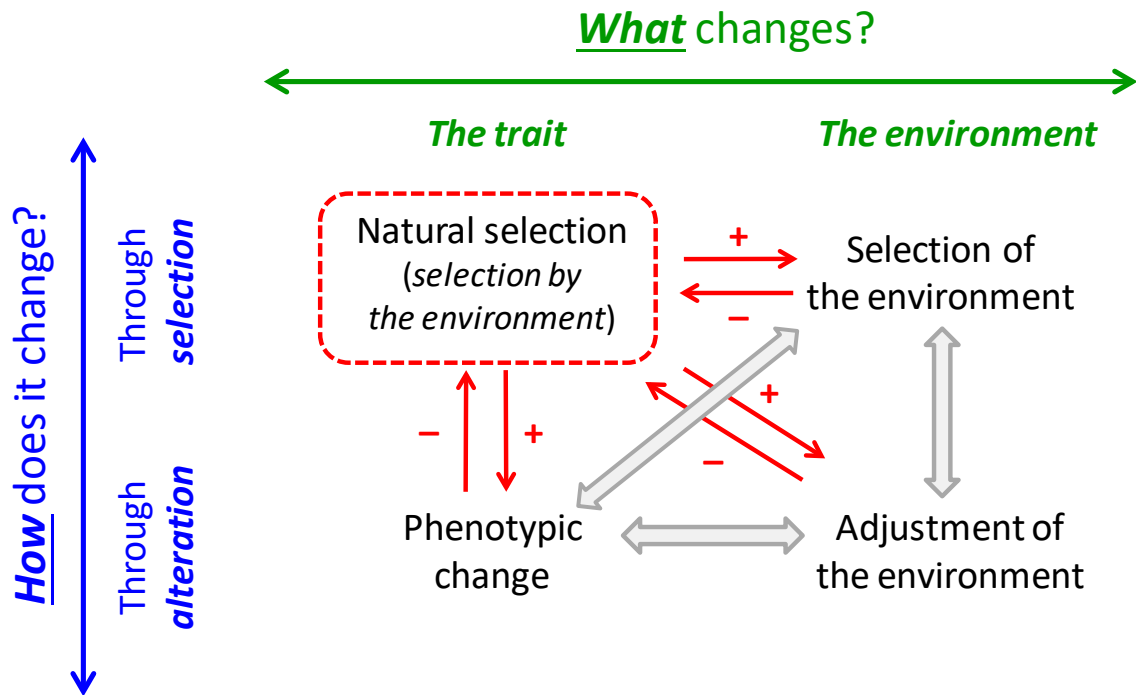 What changes?
The trait
The environment
How does it change?
Through
selection
Through
alteration
Natural selection
(selection by
the environment)
+
−
Selection of
the environment
−
+
+
−
Phenotypic
change
Adjustment of
the environment